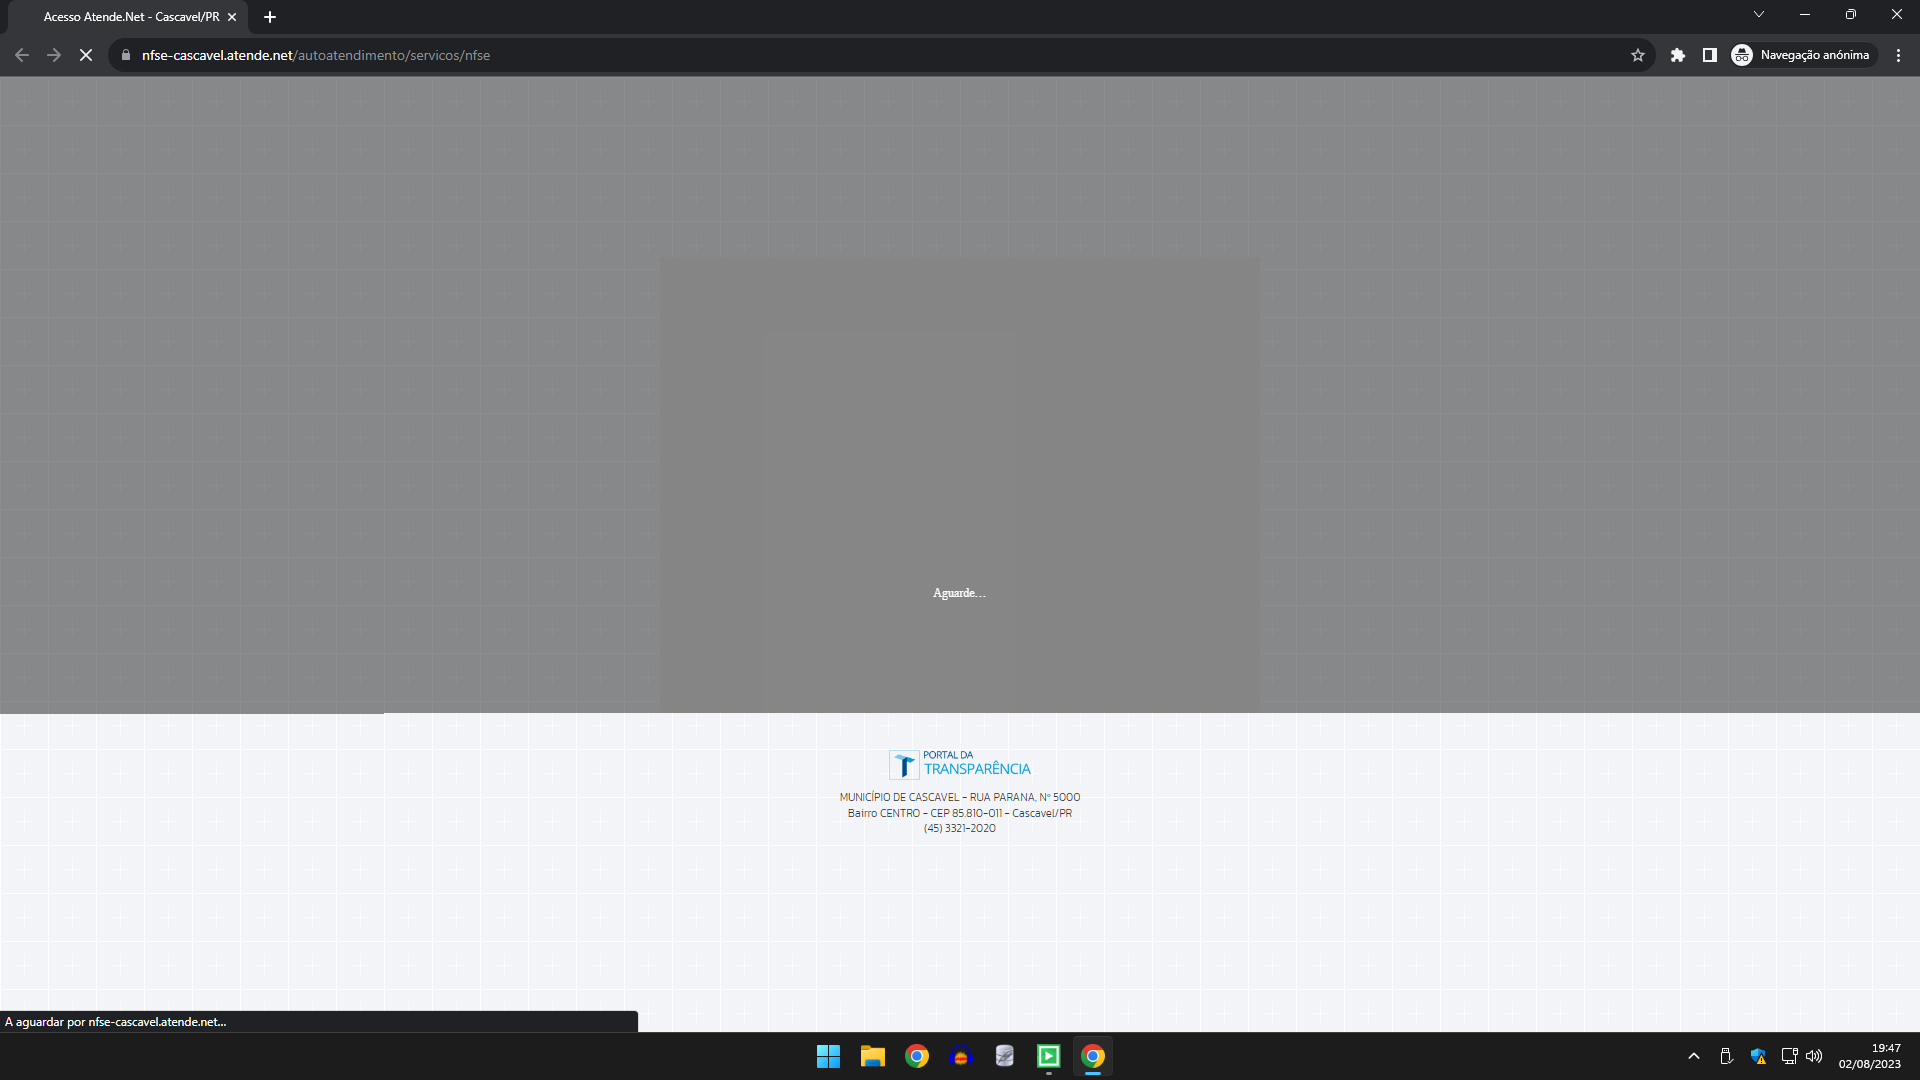 Acesso Atende.Net - Cascavel/PR
nfse-cascavel.atende.net/autoatendimento/servicos/nfse
Navegação anónima
Aguarde...
PORTAL DA
TRANSPARÊNCIA
MUNICÍPIO DE CASCAVEL - RUA PARANA, Nº 5000
Bairro CENTRO - CEP 85.810-011 - Cascavel/PR
(45) 3321-2020
A aguardar por nfse-cascavel.atende.net...
19:47
02/08/2023